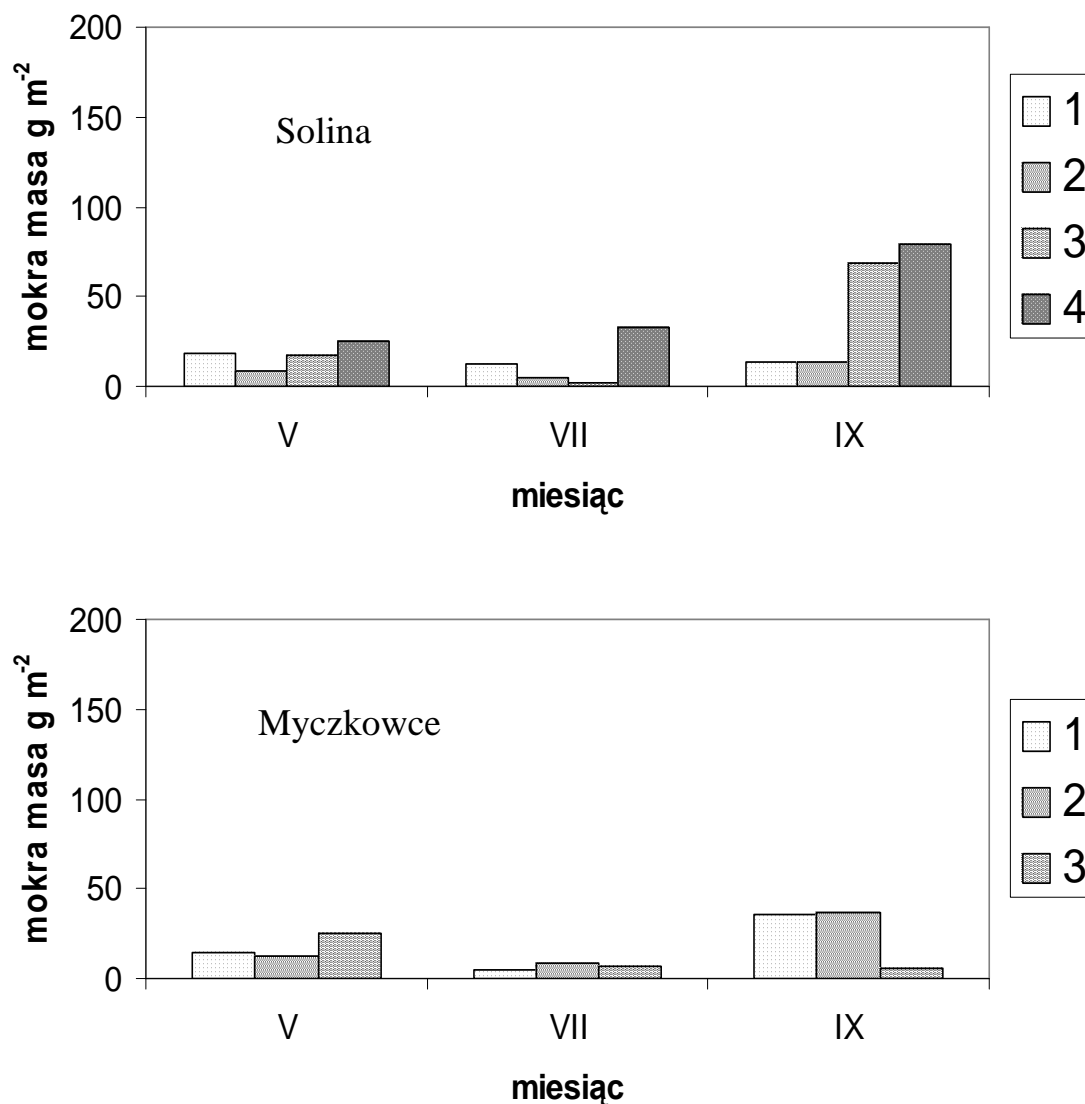 mokra masa g m⁻²
200
150
100
50
0
Solina
V VII IX
miesiąc
1
2
3
4
mokra masa g m⁻²
200
150
100
50
0
Myczkowce
V VII IX
miesiąc
1
2
3